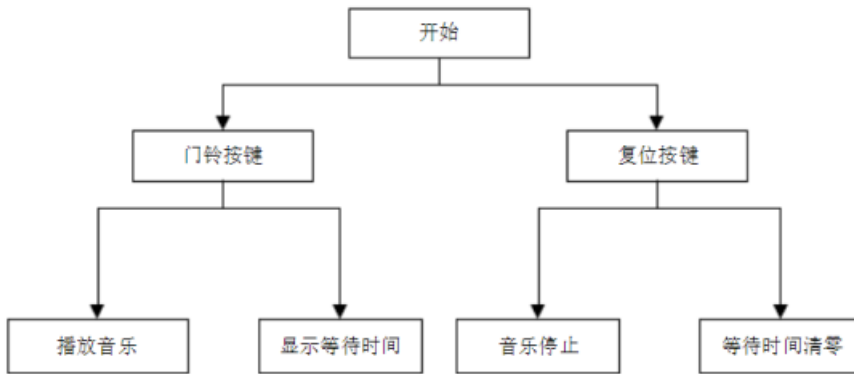 开始
门铃按键
复位按键
播放音乐
显示等待时间
音乐停止
等待时间清零